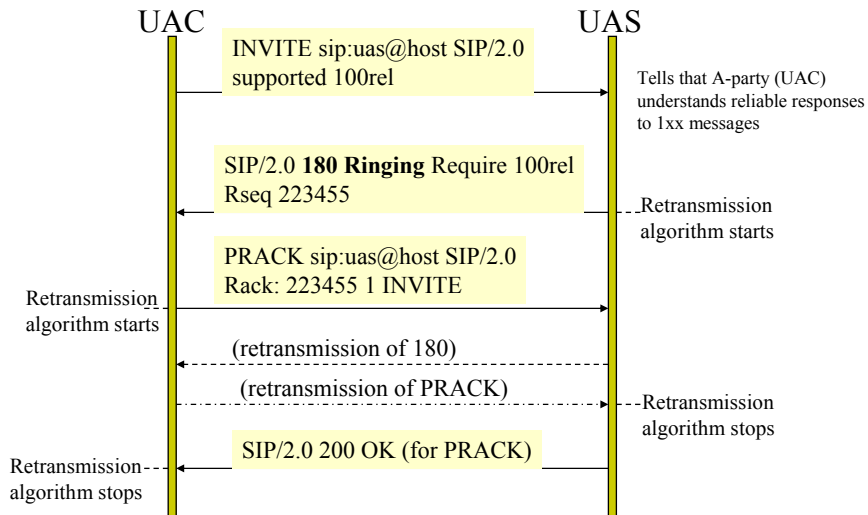 UAC
UAS
INVITE sip:uas@host SIP/2.0
supported 100rel
Tells that A-party (UAC)
understands reliable responses
to 1xx messages
SIP/2.0 180 Ringing Require 100rel
Rseq 223455
Retransmission
algorithm starts
PRACK sip:uas@host SIP/2.0
Rack: 223455 1 INVITE
Retransmission
algorithm starts
(retransmission of 180)
(retransmission of PRACK)
Retransmission
algorithm stops
SIP/2.0 200 OK (for PRACK)
Retransmission
algorithm stops